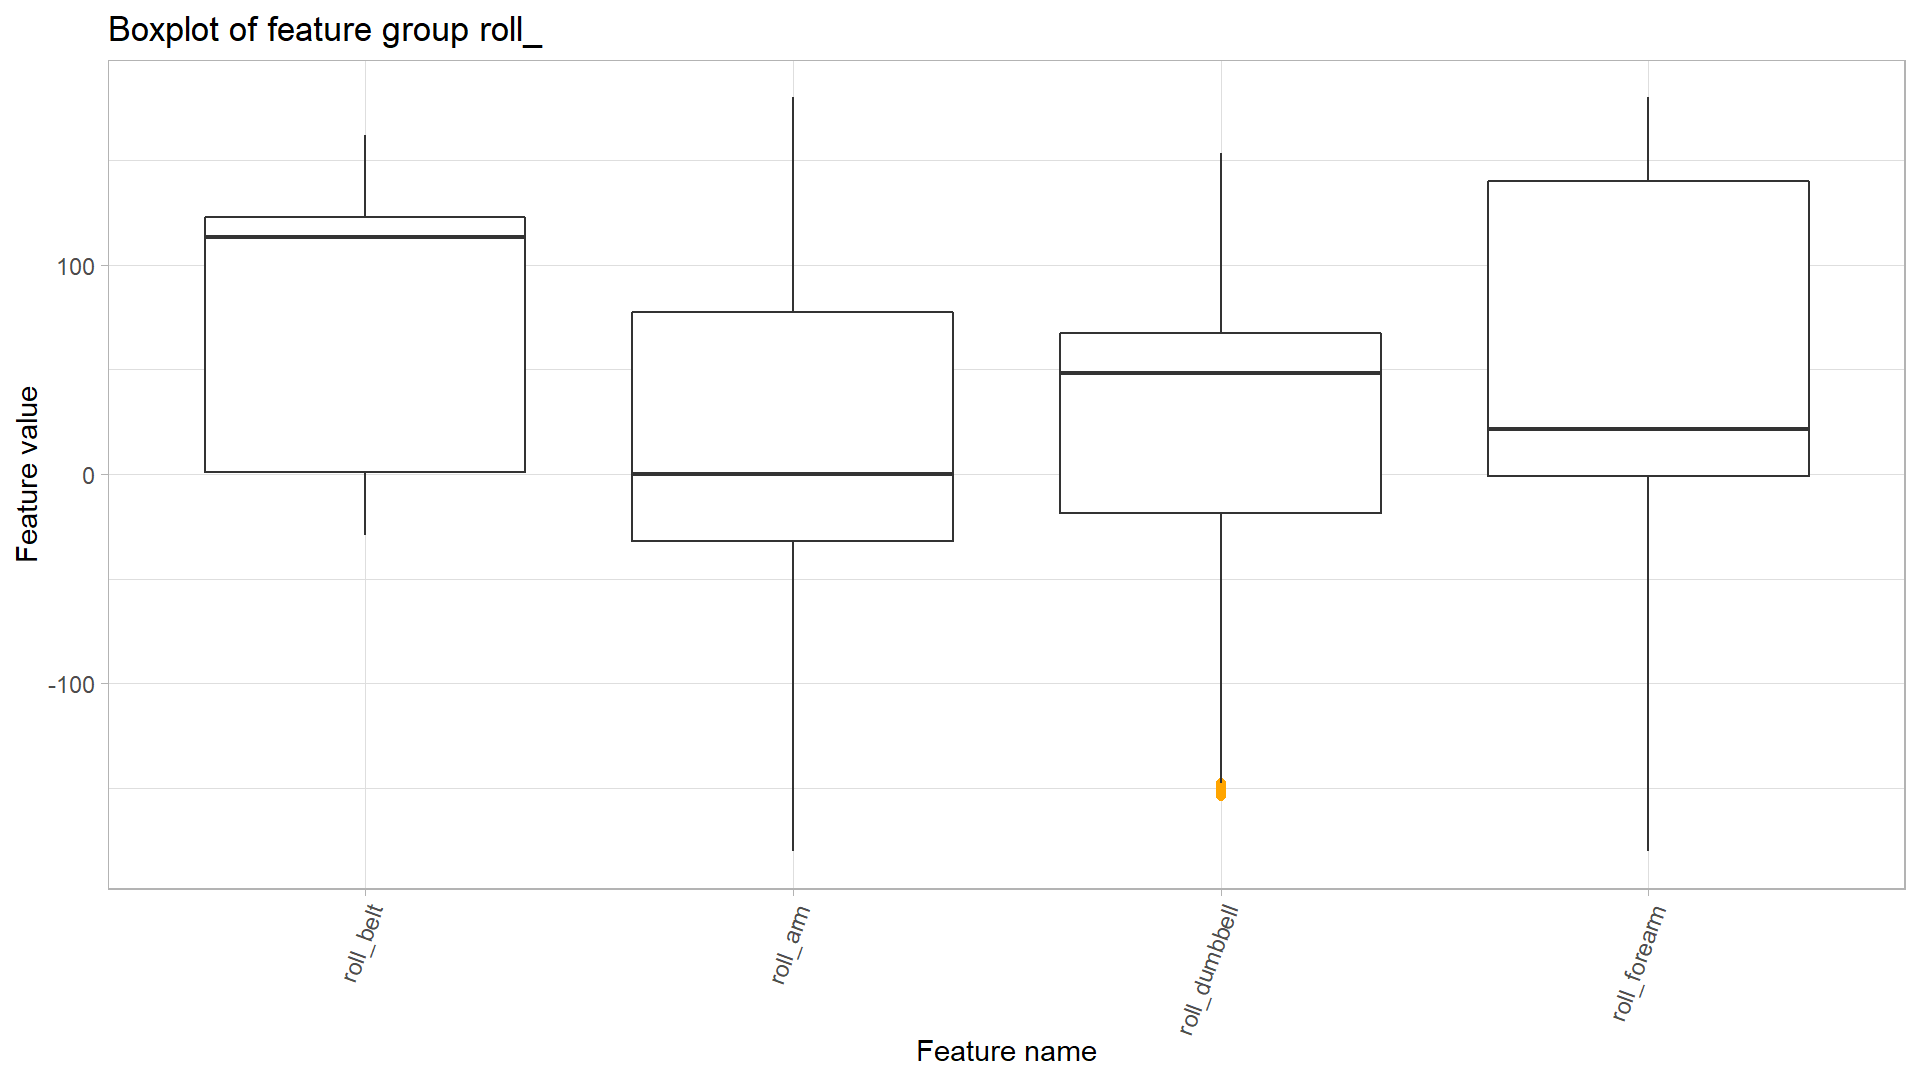 Boxplot of feature group roll_
Feature value
100
0
-100
roll_belt
roll_arm
roll_dumbbell
roll_forearm
Feature name